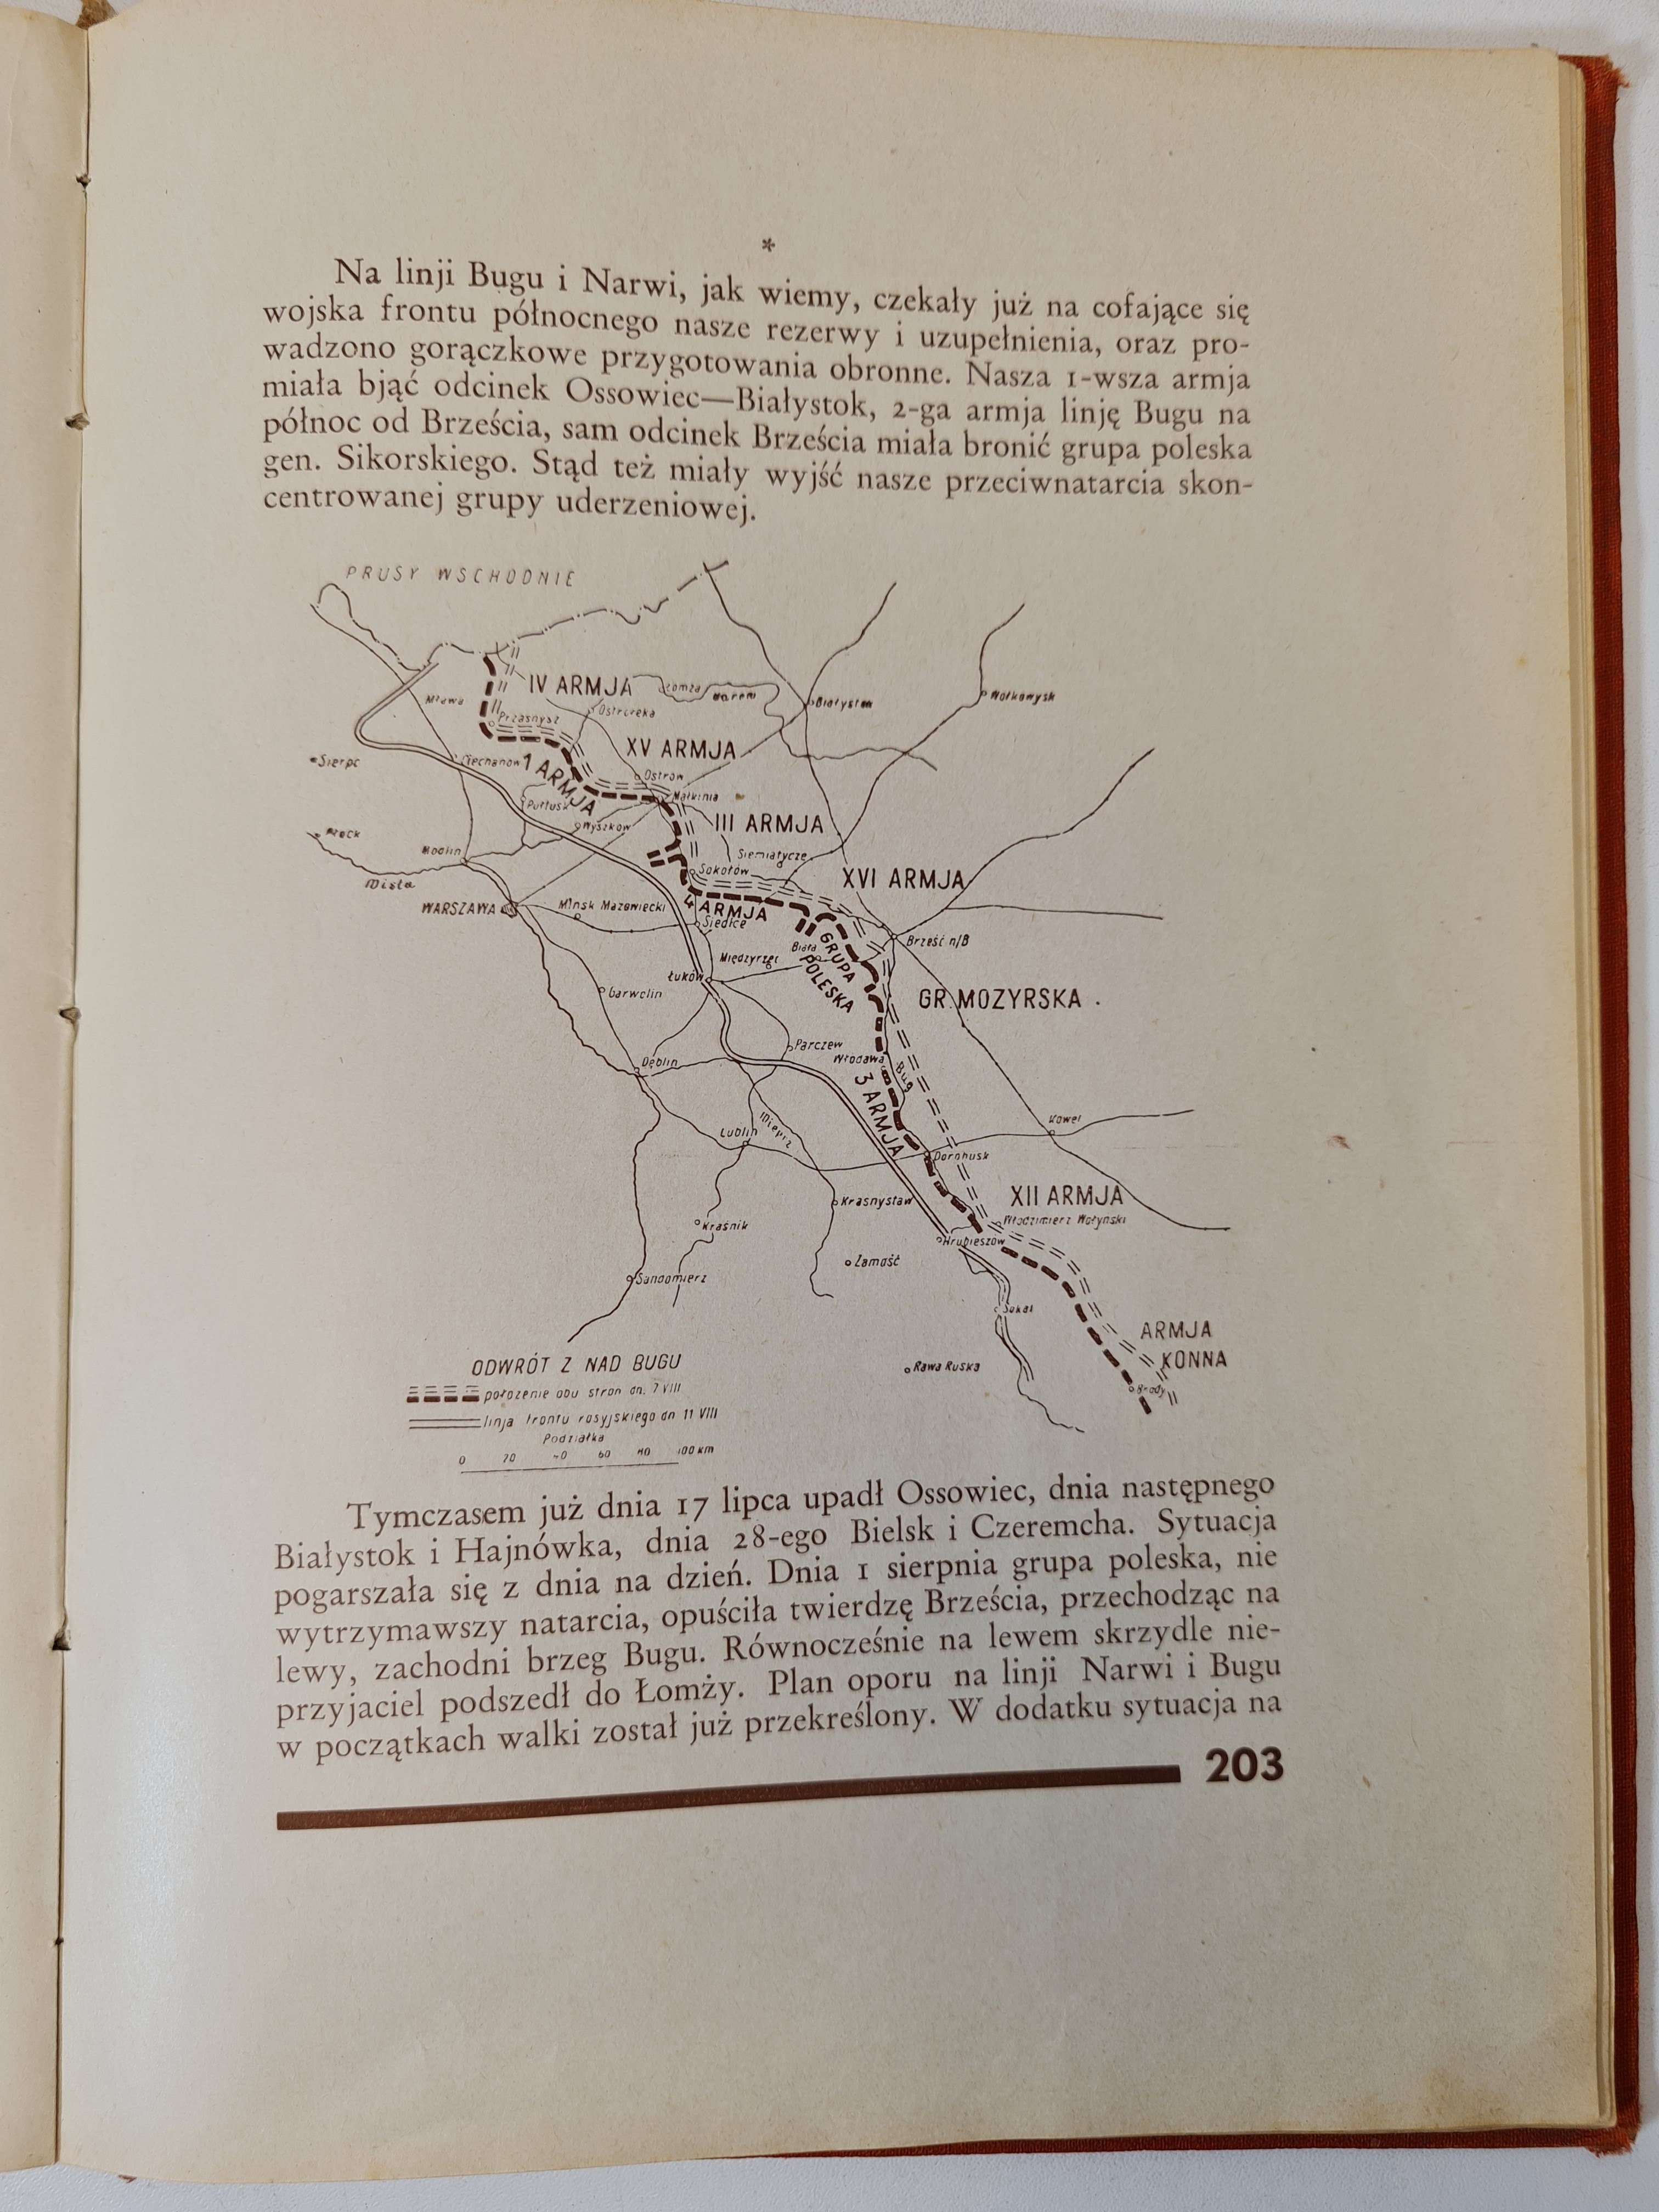 *
Na linji Bugu i Narwi, jak wiemy, czekały już na cofające się
wojska frontu północnego nasze rezerwy i uzupełnienia, oraz pro-
wadzono gorączkowe przygotowania obronne. Nasza 1-wsza armja
miała bjąć odcinek Ossowiec—Białystok, 2-ga armja linję Bugu na
północ od Brześcia, sam odcinek Brześcia miała bronić grupa poleska
gen. Sikorskiego. Stąd też miały wyjść nasze przeciwnatarcia skon-
centrowanej grupy uderzeniowej.
PRUSY WSCHODNIE
IV ARMJA
Łomża
Narew
Białystok
Wołkowysk
Mława
Przasnysz
Ostrołęka
XV ARMJA
Sierpc
Ciechanów
1 ARMJA
Ostrów
Małkinia
Pułtusk
Wyszków
III ARMJA
Płock
Modlin
Siemiatycze
Sokołów
XVI ARMJA
Wisła
WARSZAWA
Mińsk Mazowiecki
4 ARMJA
Siedlce
Brześć n/B
Biała
GRUPA
POLESKA
Międzyrzec
Łuków
Garwolin
GR. MOZYRSKA
Parczew
Włodawa
Bug
Dęblin
3 ARMJA
Lublin
Wieprz
Kowel
Dorohusk
Krasnystaw
XII ARMJA
Włodzimierz Wołyński
Kraśnik
Hrubieszów
Zamość
Sandomierz
Sokal
ARMJA
KONNA
Rawa Ruska
Brody
ODWRÓT Z NAD BUGU
położenie obu stron dn. 7 VIII
linja frontu rosyjskiego dn 11 VIII
Podziałka
0 20 40 60 80 100 km
Tymczasem już dnia 17 lipca upadł Ossowiec, dnia następnego
Białystok i Hajnówka, dnia 28-ego Bielsk i Czeremcha. Sytuacja
pogarszała się z dnia na dzień. Dnia 1 sierpnia grupa poleska, nie
wytrzymawszy natarcia, opuściła twierdzę Brześcia, przechodząc na
lewy, zachodni brzeg Bugu. Równocześnie na lewem skrzydle nie-
przyjaciel podszedł do Łomży. Plan oporu na linji Narwi i Bugu
w początkach walki został już przekreślony. W dodatku sytuacja na
203